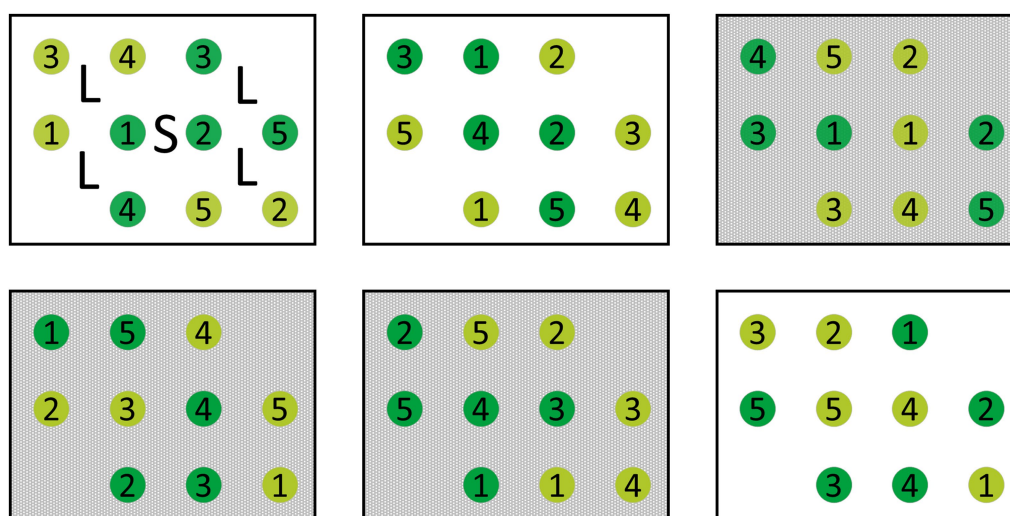 3 4 3
L L
1 1 S 2 5
L L
4 5 2
3 1 2
5 4 2 3
1 5 4
4 5 2
3 1 1 2
3 4 5
1 5 4
2 3 4 5
2 3 1
2 5 2
5 4 3 3
1 1 4
3 2 1
5 5 4 2
3 4 1